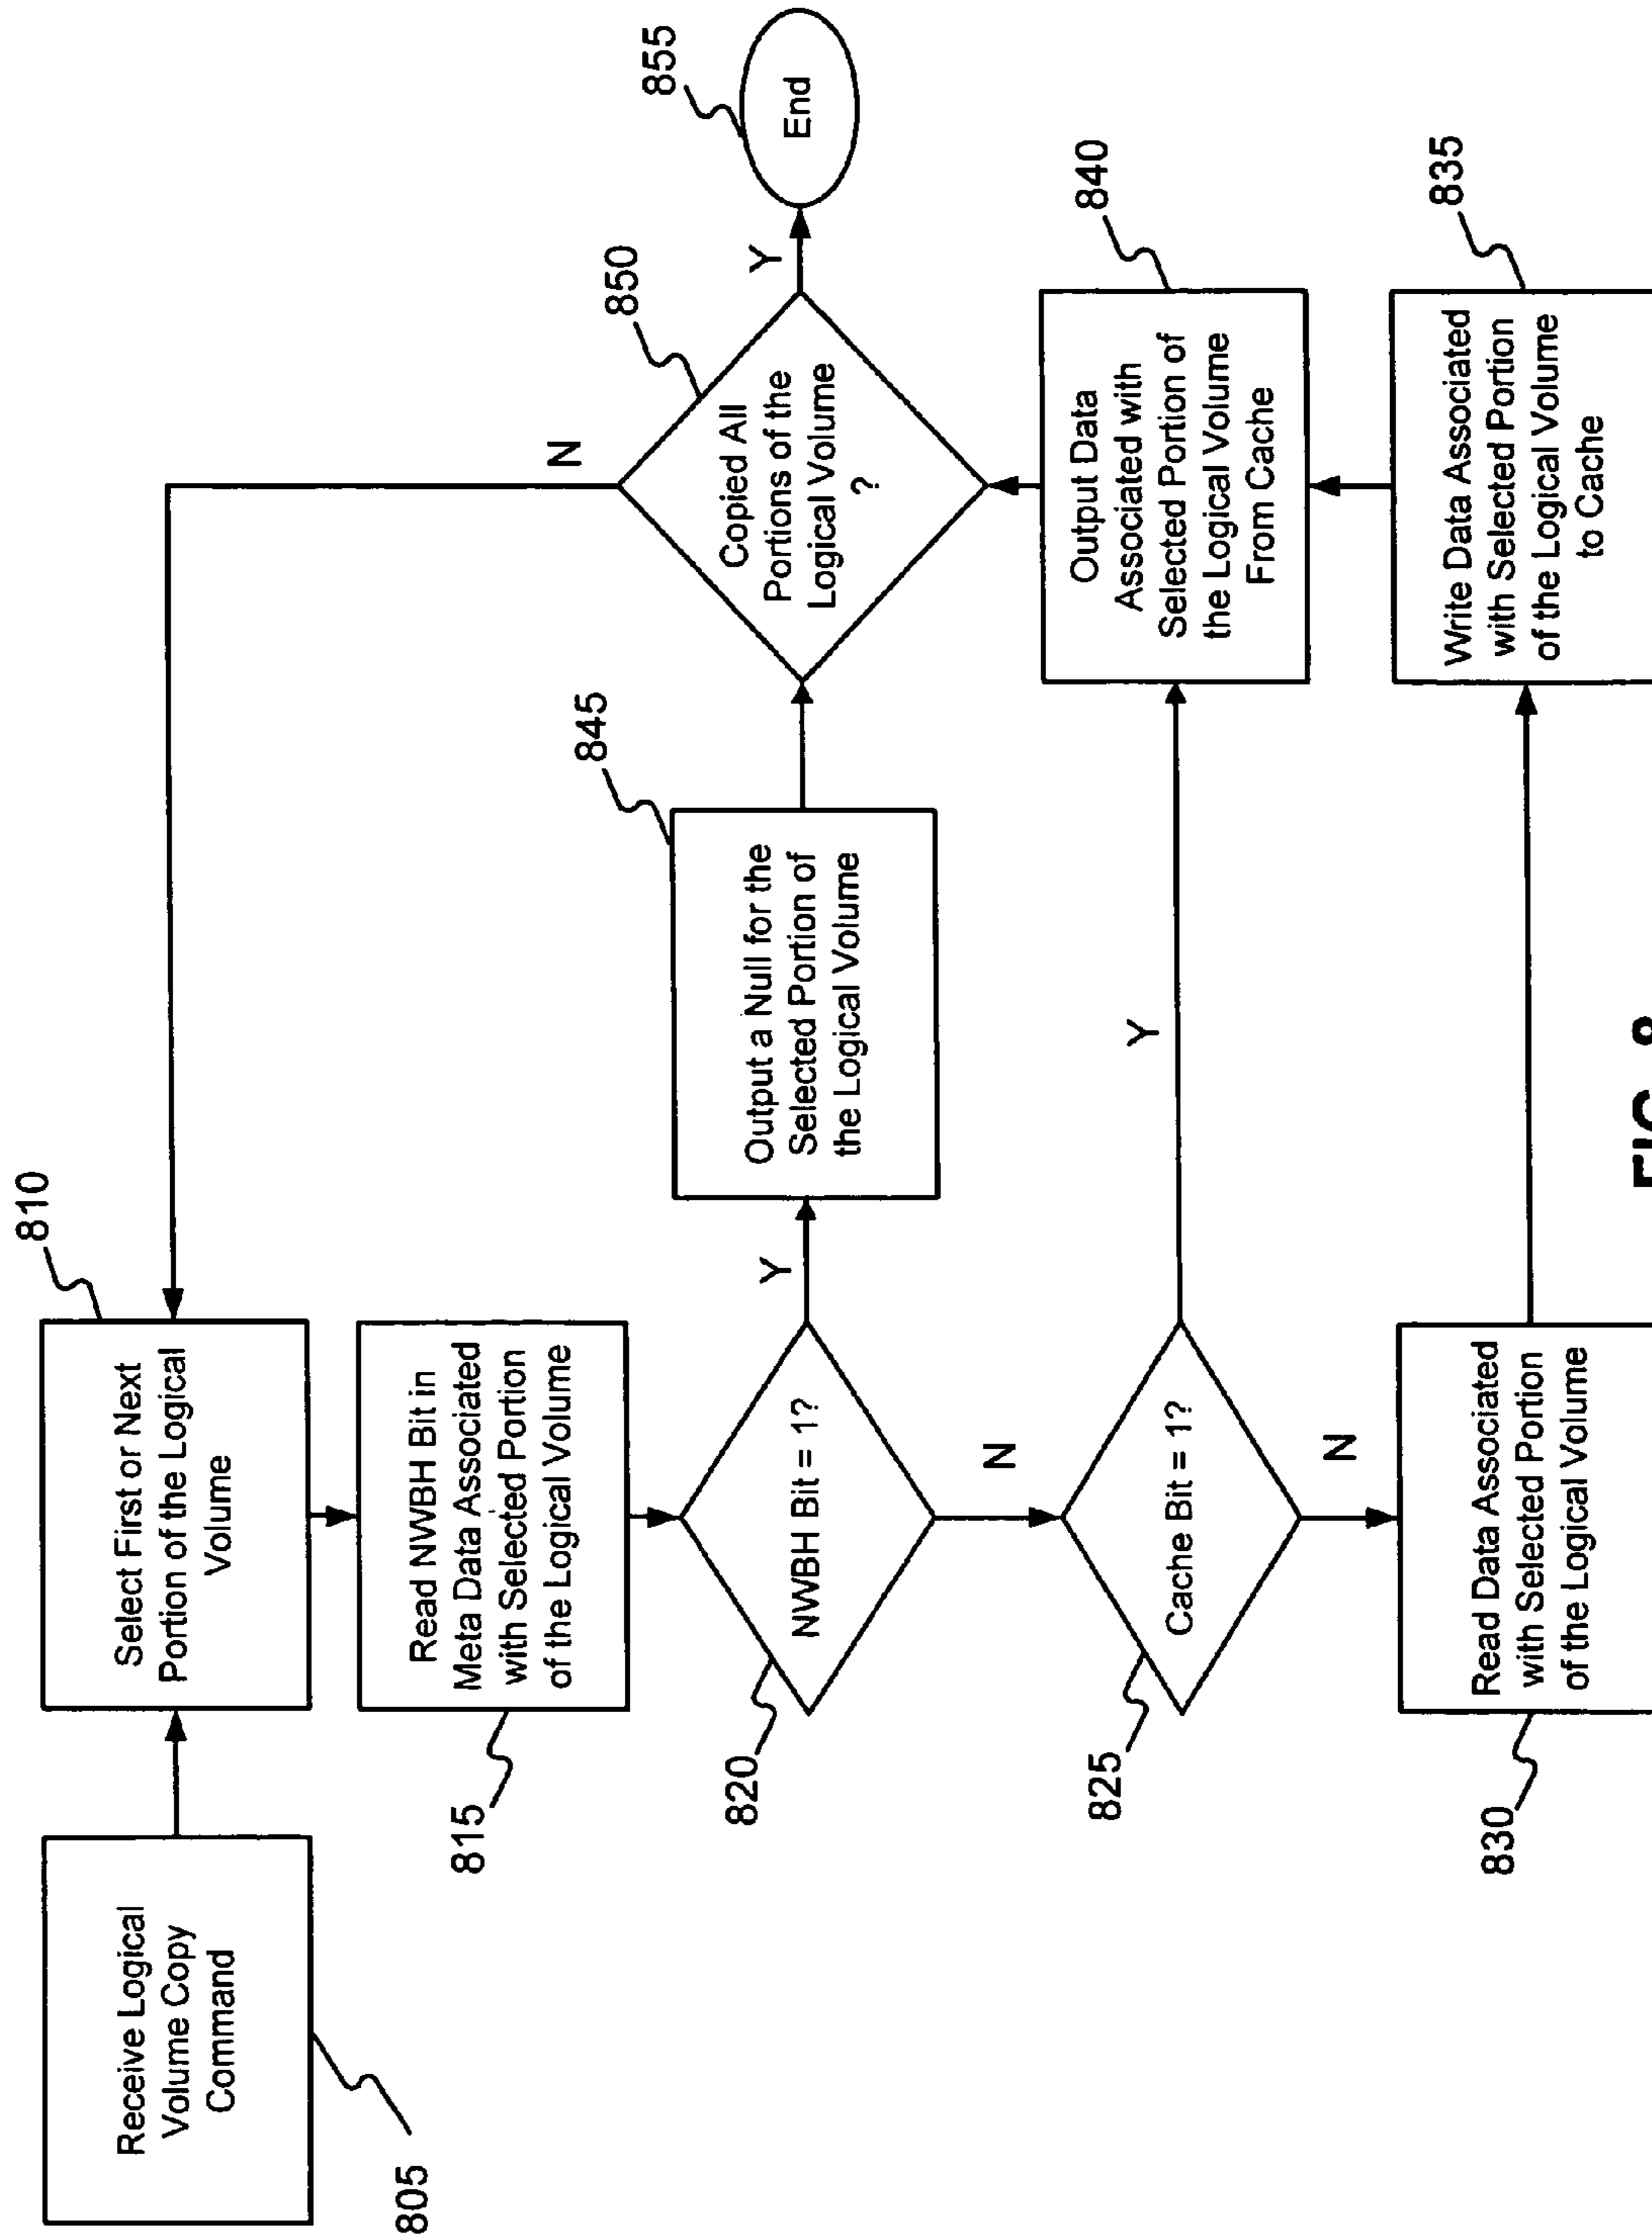 805
Receive Logical
Volume Copy
Command
810
Select First or Next
Portion of the Logical
Volume
815
Read NWBH Bit in
Meta Data Associated
with Selected Portion
of the Logical Volume
820
NWBH Bit = 1?
Y
N
845
Output a Null for the
Selected Portion of
the Logical Volume
825
Cache Bit = 1?
Y
N
830
Read Data Associated
with Selected Portion
of the Logical Volume
835
Write Data Associated
with Selected Portion
of the Logical Volume
to Cache
840
Output Data
Associated with
Selected Portion of
the Logical Volume
From Cache
850
Copied All
Portions of the
Logical Volume
?
N
Y
855
End
FIG. 8